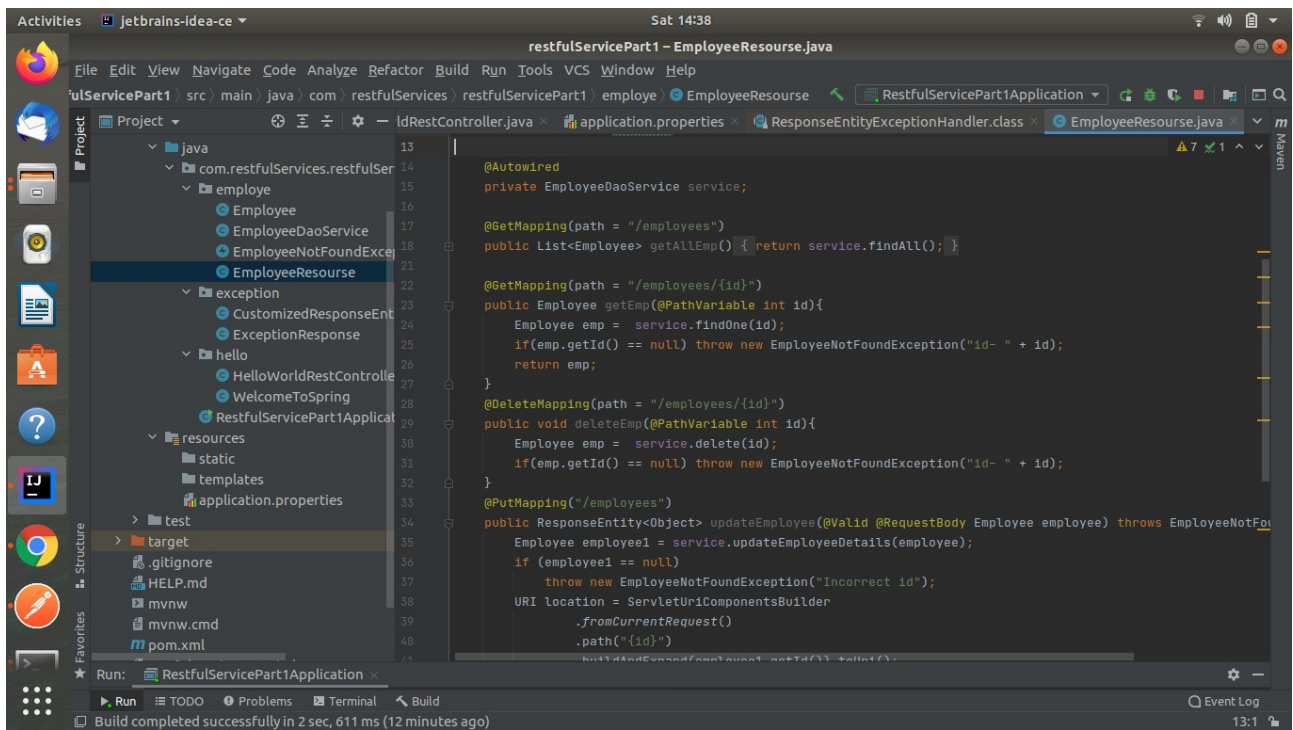 Activities jetbrains-idea-ce Sat 14:38
restfulServicePart1 – EmployeeResourse.java
File Edit View Navigate Code Analyze Refactor Build Run Tools VCS Window Help
fulServicePart1 src main java com restfulServices restfulServicePart1 employe EmployeeResourse RestfulServicePart1Application
Project ldRestController.java application.properties ResponseEntityExceptionHandler.class EmployeeResourse.java m
Project
Maven
Structure
Favorites
java
com.restfulServices.restfulSer
employe
Employee
EmployeeDaoService
EmployeeNotFoundExce
EmployeeResourse
exception
CustomizedResponseEnt
ExceptionResponse
hello
HelloWorldRestControlle
WelcomeToSpring
RestfulServicePart1Applicat
resources
static
templates
application.properties
test
target
.gitignore
HELP.md
mvnw
mvnw.cmd
pom.xml
7 1
13
14 @Autowired
15 private EmployeeDaoService service;
16
17 @GetMapping(path = "/employees")
18 public List<Employee> getAllEmp() { return service.findAll(); }
21
22 @GetMapping(path = "/employees/{id}")
23 public Employee getEmp(@PathVariable int id){
24 Employee emp = service.findOne(id);
25 if(emp.getId() == null) throw new EmployeeNotFoundException("id- " + id);
26 return emp;
27 }
28 @DeleteMapping(path = "/employees/{id}")
29 public void deleteEmp(@PathVariable int id){
30 Employee emp = service.delete(id);
31 if(emp.getId() == null) throw new EmployeeNotFoundException("id- " + id);
32 }
33 @PutMapping("/employees")
34 public ResponseEntity<Object> updateEmployee(@Valid @RequestBody Employee employee) throws EmployeeNotFou
35 Employee employee1 = service.updateEmployeeDetails(employee);
36 if (employee1 == null)
37 throw new EmployeeNotFoundException("Incorrect id");
38 URI location = ServletUriComponentsBuilder
39 .fromCurrentRequest()
40 .path("{id}")
41 .buildAndExpand(employee1.getId()).toUri();
Run: RestfulServicePart1Application
Run TODO Problems Terminal Build Event Log
Build completed successfully in 2 sec, 611 ms (12 minutes ago) 13:1